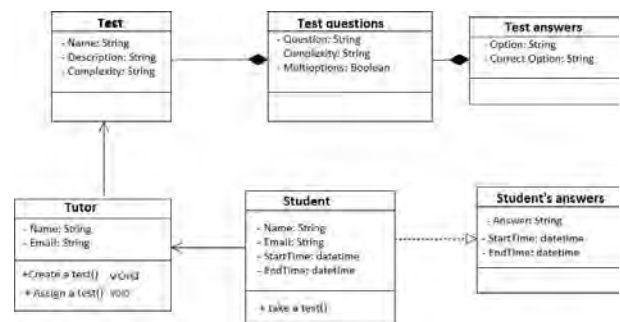 Test
- Name: String
- Description: String
- Complexity: String
Test questions
- Question: String
Complexity: String
- Multioptions: Boolean
Test answers
- Option: String
- Correct Option: String
Tutor
- Name: String
- Email: String
+Create a test() void
+ Assign a test() void
Student
- Name: String
- Email: String
- StartTime: datetime
- EndTime: datetime
+ take a test()
Student's answers
- Answer: String
- StartTime: datetime
- EndTime: datetime